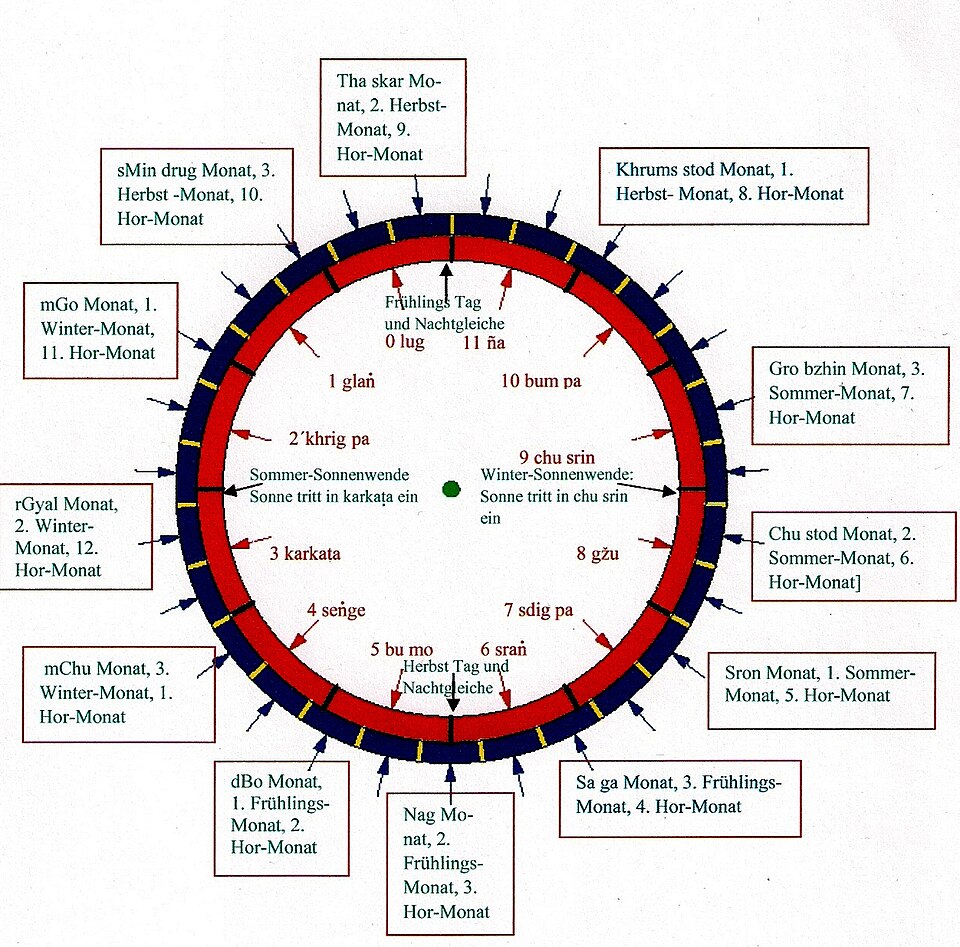 Tha skar Mo-
nat, 2. Herbst-
Monat, 9.
Hor-Monat
sMin drug Monat, 3.
Herbst -Monat, 10.
Hor-Monat
Khrums stod Monat, 1.
Herbst- Monat, 8. Hor-Monat
mGo Monat, 1.
Winter-Monat,
11. Hor-Monat
Frühlings Tag
und Nachtgleiche
0 lug
11 ña
1 glaṅ
10 bum pa
Gro bzhin Monat, 3.
Sommer-Monat, 7.
Hor-Monat
2´khrig pa
9 chu srin
Sommer-Sonnenwende
Sonne tritt in karkaṭa ein
Winter-Sonnenwende:
Sonne tritt in chu srin
ein
rGyal Monat,
2. Winter-
Monat, 12.
Hor-Monat
3 karkaṭa
8 gžu
Chu stod Monat, 2.
Sommer-Monat, 6.
Hor-Monat]
4 seṅge
7 sdig pa
5 bu mo
6 sraṅ
Herbst Tag und
Nachtgleiche
mChu Monat, 3.
Winter-Monat, 1.
Hor-Monat
Sron Monat, 1. Sommer-
Monat, 5. Hor-Monat
dBo Monat,
1. Frühlings-
Monat, 2.
Hor-Monat
Nag Mo-
nat, 2.
Frühlings-
Monat, 3.
Hor-Monat
Sa ga Monat, 3. Frühlings-
Monat, 4. Hor-Monat